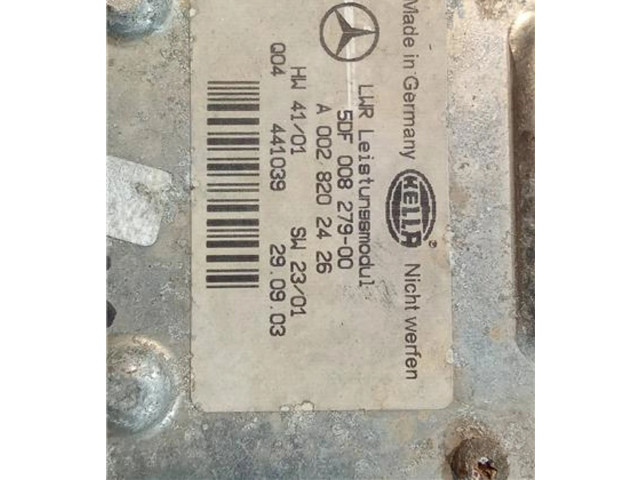 Made in Germany HELLA ® Nicht werfen
LWR Leistungsmodul
5DF 008 279-00
A 002 820 24 26
HW 41/01 SW 23/01
Q04 441039 29.09.03